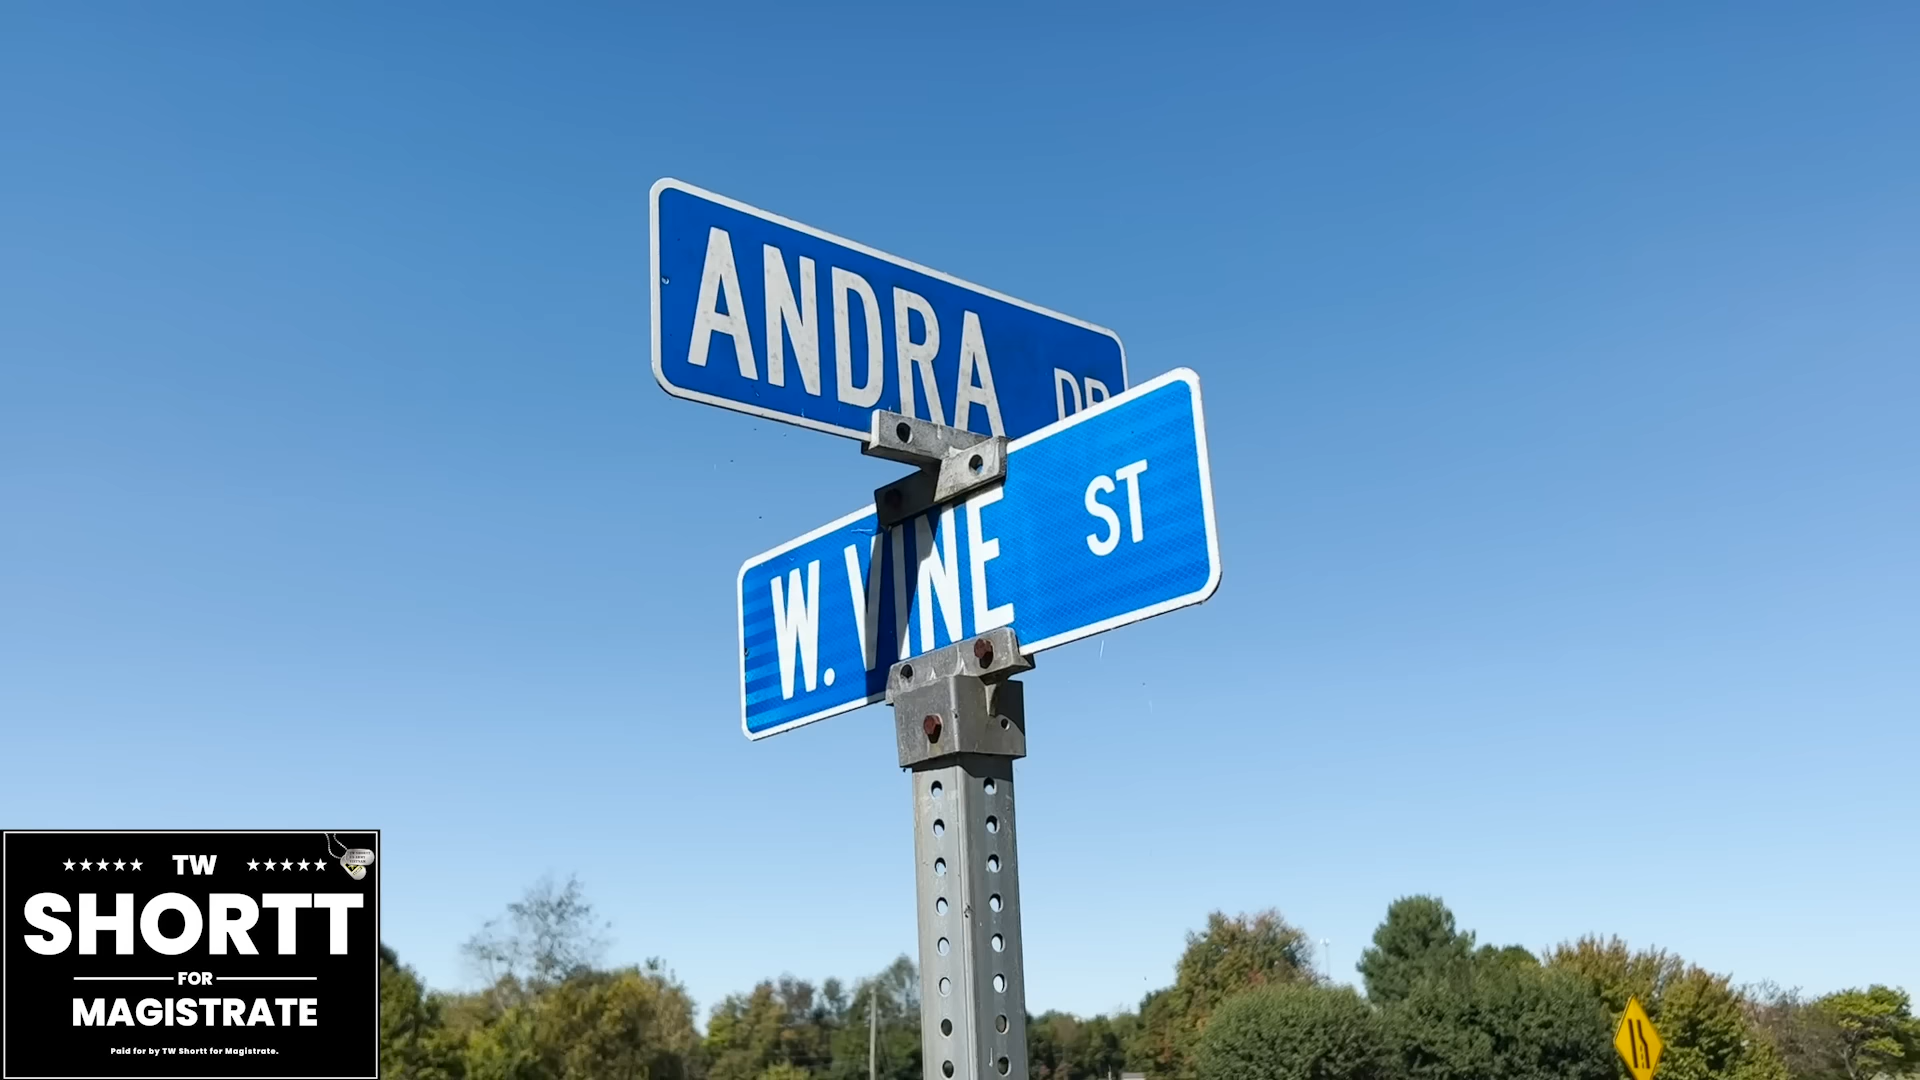 ANDRA DR
W. VINE ST
★★★★★ TW ★★★★★
SHORTT
FOR
MAGISTRATE
Paid for by TW Shortt for Magistrate.